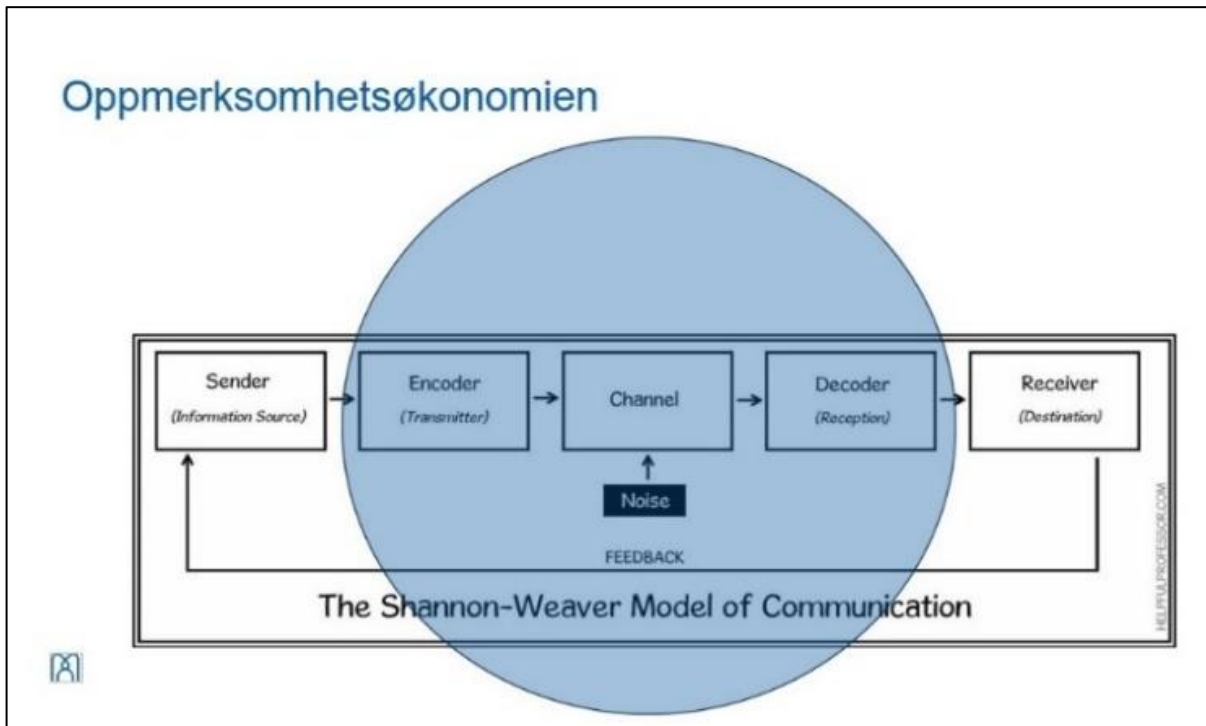 Oppmerksomhetsøkonomien
Sender
(Information Source)
Encoder
(Transmitter)
Channel
Decoder
(Reception)
Receiver
(Destination)
Noise
FEEDBACK
The Shannon-Weaver Model of Communication
HELPFULPROFESSOR.COM